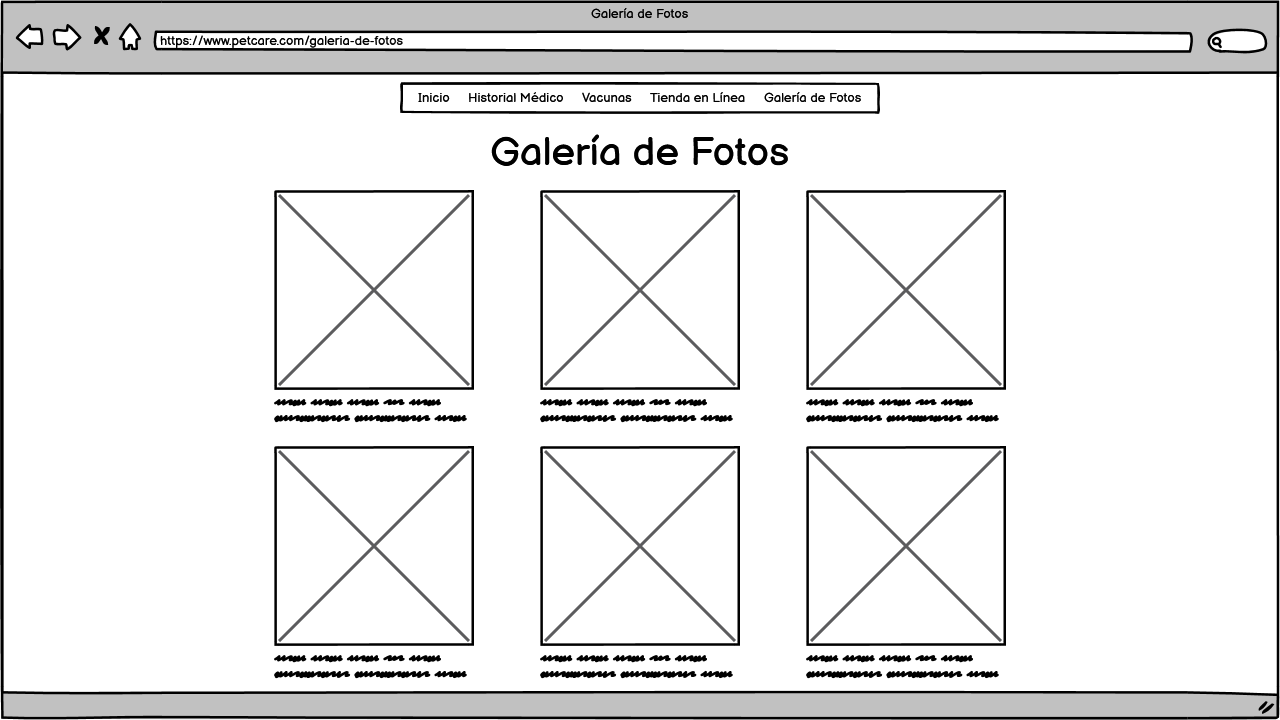 Galería de Fotos
https://www.petcare.com/galeria-de-fotos
Inicio Historial Médico Vacunas Tienda en Línea Galería de Fotos
Galería de Fotos